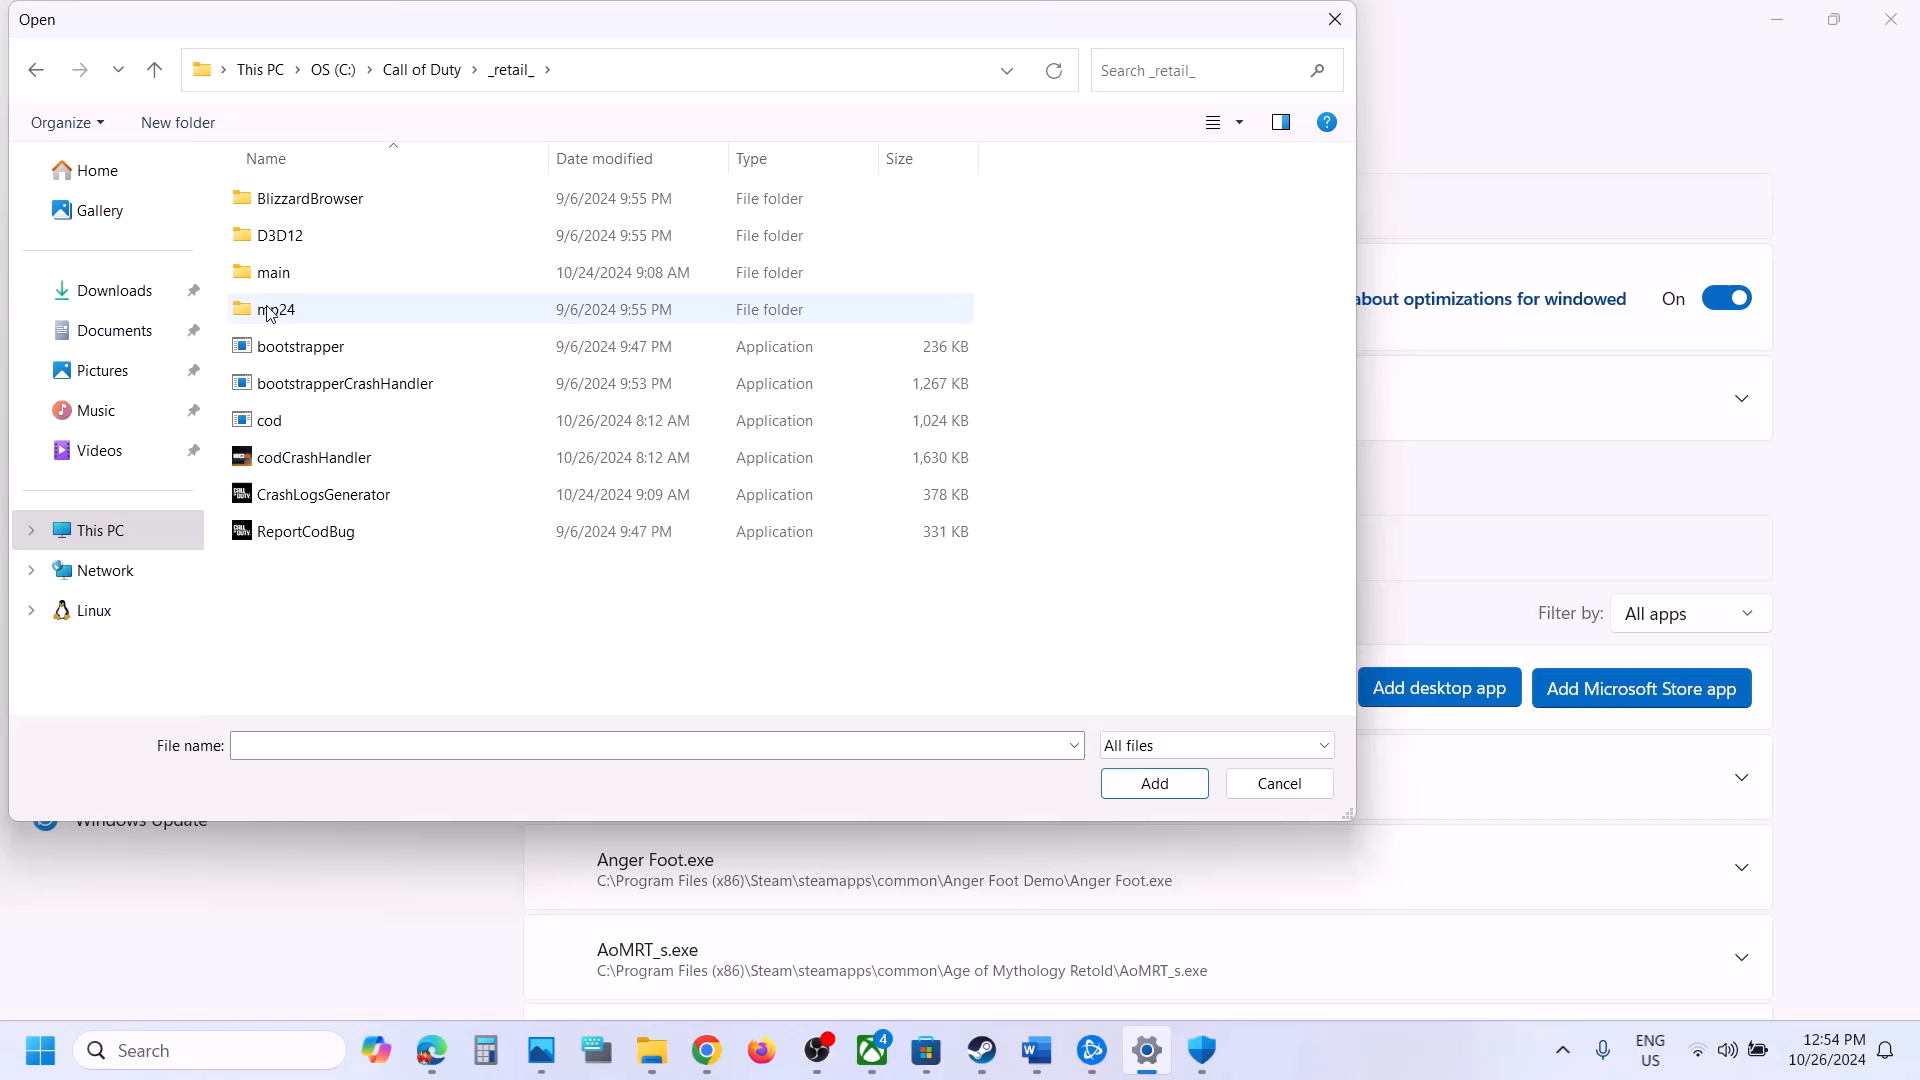 Open
This PC > OS (C:) > Call of Duty > _retail_ >
Search _retail_
Organize
New folder
Name
Date modified
Type
Size
Home
Gallery
Downloads
Documents
Pictures
Music
Videos
This PC
Network
Linux
BlizzardBrowser 9/6/2024 9:55 PM File folder
D3D12 9/6/2024 9:55 PM File folder
main 10/24/2024 9:08 AM File folder
9/6/2024 9:55 PM File folder
bootstrapper 9/6/2024 9:47 PM Application 236 KB
bootstrapperCrashHandler 9/6/2024 9:53 PM Application 1,267 KB
cod 10/26/2024 8:12 AM Application 1,024 KB
codCrashHandler 10/26/2024 8:12 AM Application 1,630 KB
CrashLogsGenerator 10/24/2024 9:09 AM Application 378 KB
ReportCodBug 9/6/2024 9:47 PM Application 331 KB
File name:
All files
Add
Cancel
about optimizations for windowed
On
Filter by:
All apps
Add desktop app
Add Microsoft Store app
Windows Update
Anger Foot.exe
C:\Program Files (x86)\Steam\steamapps\common\Anger Foot Demo\Anger Foot.exe
AoMRT_s.exe
C:\Program Files (x86)\Steam\steamapps\common\Age of Mythology Retold\AoMRT_s.exe
Search
4
ENG
US
12:54 PM
10/26/2024